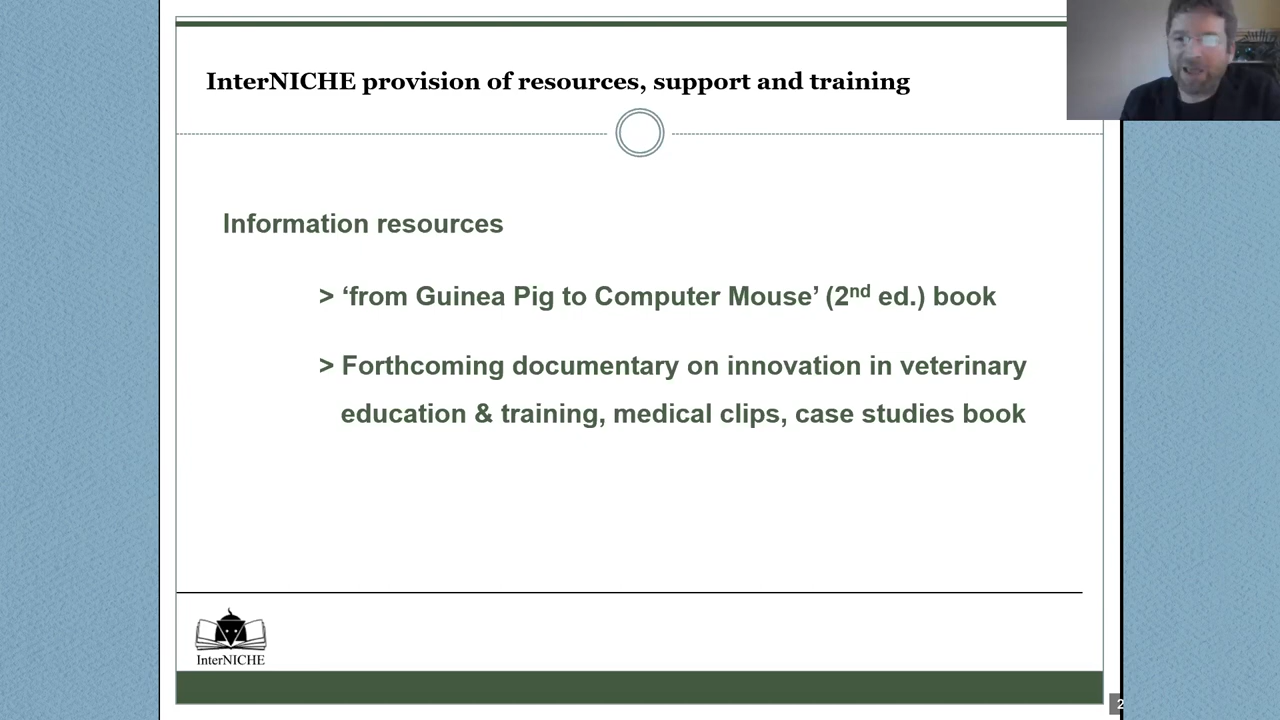 InterNICHE provision of resources, support and training
Information resources
> ‘from Guinea Pig to Computer Mouse’ (2nd ed.) book
> Forthcoming documentary on innovation in veterinary
education & training, medical clips, case studies book
InterNICHE
2